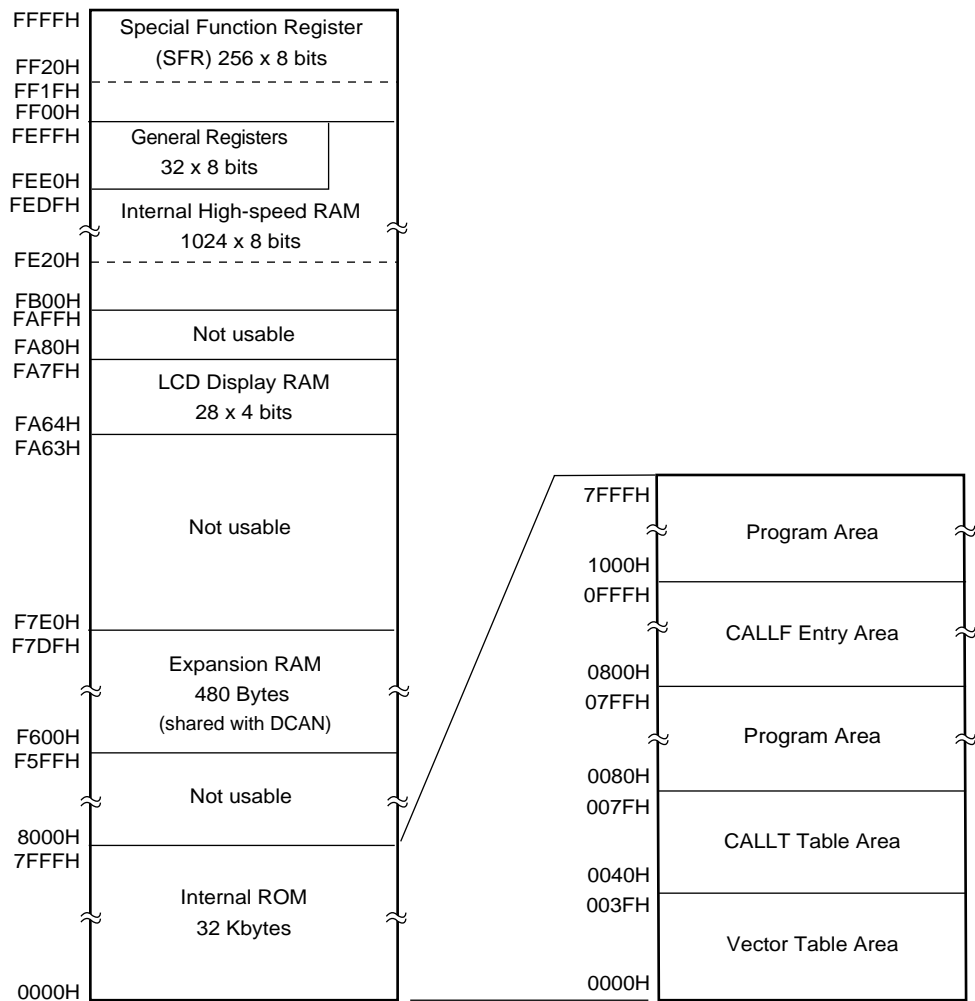 FFFFH
Special Function Register
(SFR) 256 x 8 bits
FF20H
FF1FH
FF00H
FEFFH
General Registers
32 x 8 bits
FEE0H
FEDFH
Internal High-speed RAM
1024 x 8 bits
FE20H
FB00H
FAFFH
Not usable
FA80H
FA7FH
LCD Display RAM
28 x 4 bits
FA64H
FA63H
Not usable
F7E0H
F7DFH
Expansion RAM
480 Bytes
(shared with DCAN)
F600H
F5FFH
Not usable
8000H
7FFFH
Internal ROM
32 Kbytes
0000H
7FFFH
Program Area
1000H
0FFFH
CALLF Entry Area
0800H
07FFH
Program Area
0080H
007FH
CALLT Table Area
0040H
003FH
Vector Table Area
0000H